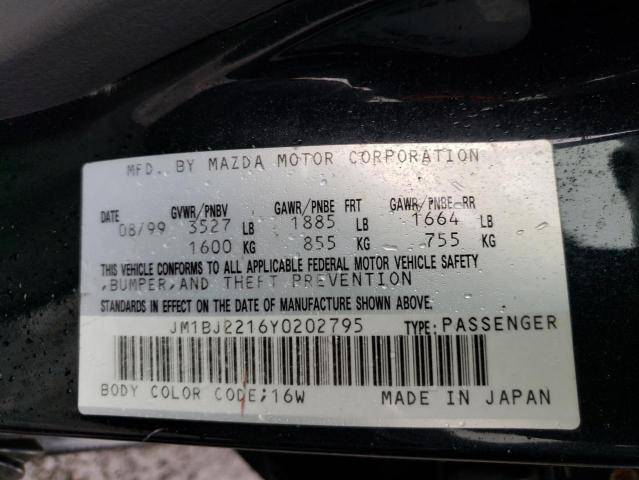 MFD. BY MAZDA MOTOR CORPORATION
DATE 08/99 GVWR/PNBV 3527 LB GAWR/PNBE FRT 1885 LB GAWR/PNBE RR 1664 LB
1600 KG 855 KG 755 KG
THIS VEHICLE CONFORMS TO ALL APPLICABLE FEDERAL MOTOR VEHICLE SAFETY
,BUMPER,AND THEFT PREVENTION
STANDARDS IN EFFECT ON THE DATE OF MANUFACTURE SHOWN ABOVE.
JM1BJ2216Y0202795 TYPE:PASSENGER
BODY COLOR CODE;16W MADE IN JAPAN